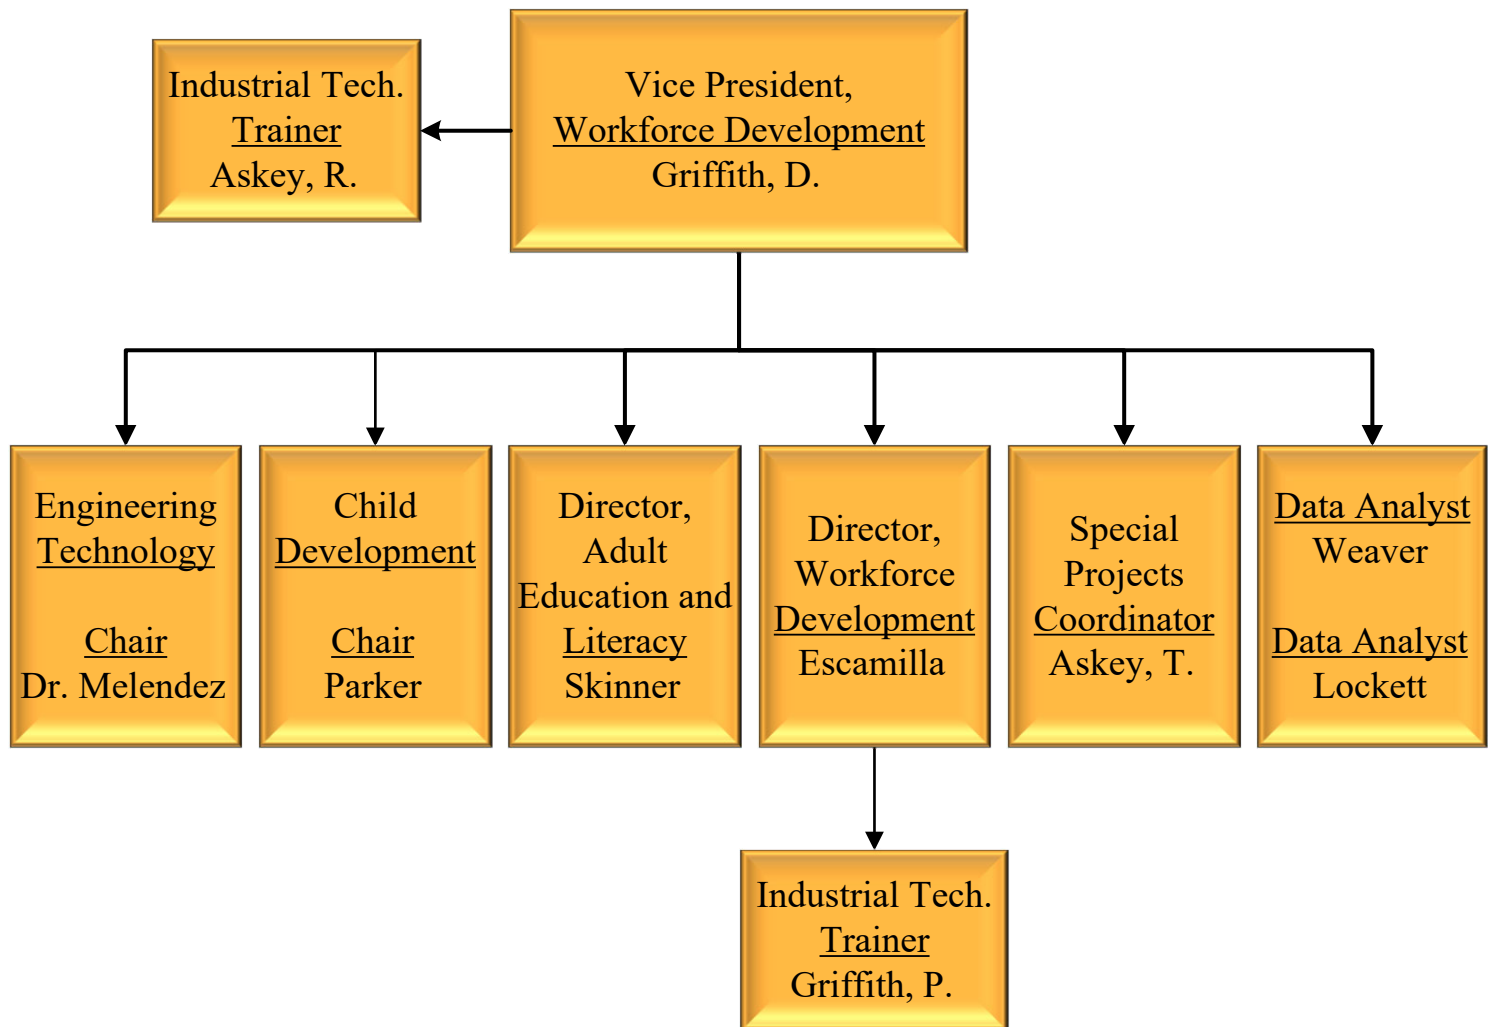 Industrial Tech.
Trainer
Askey, R.
Vice President,
Workforce Development
Griffith, D.
Engineering
Technology
Chair
Dr. Melendez
Child
Development
Chair
Parker
Director,
Adult
Education and
Literacy
Skinner
Director,
Workforce
Development
Escamilla
Special
Projects
Coordinator
Askey, T.
Data Analyst
Weaver
Data Analyst
Lockett
Industrial Tech.
Trainer
Griffith, P.